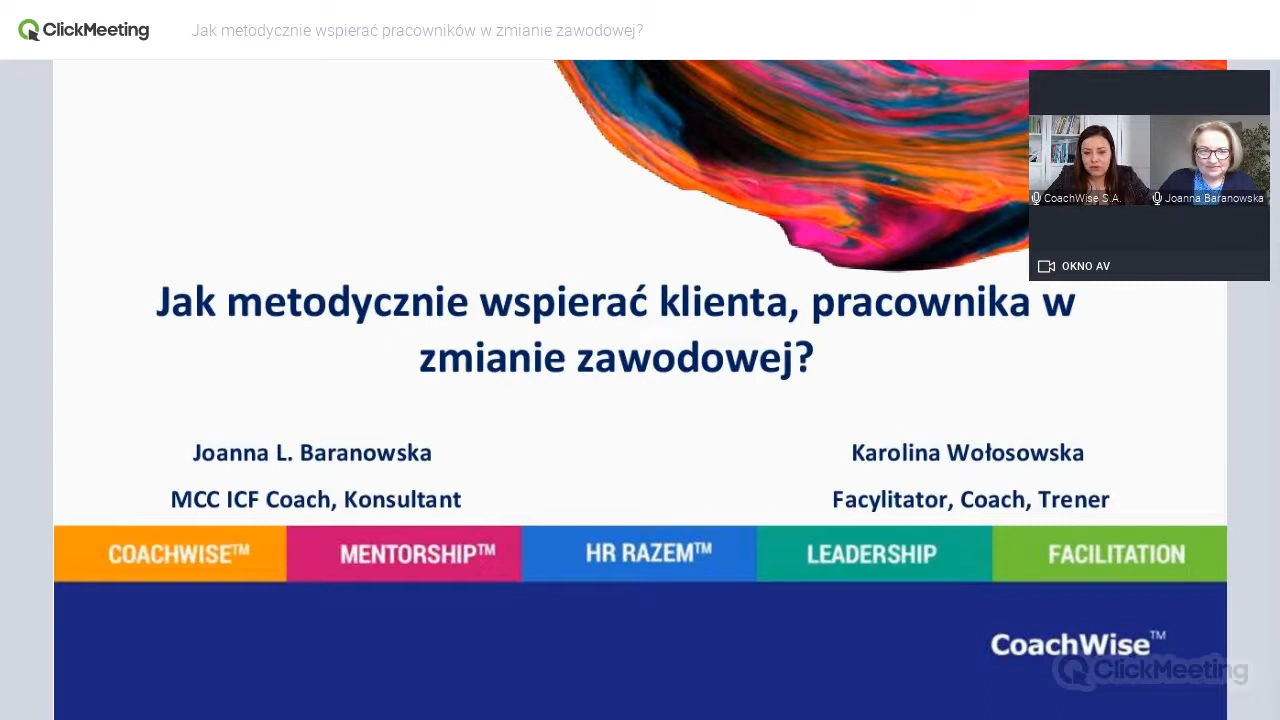 ClickMeeting
Jak metodycznie wspierać pracowników w zmianie zawodowej?
CoachWise S.A.
Joanna Baranowska
OKNO AV
Jak metodycznie wspierać klienta, pracownika w
zmianie zawodowej?
Joanna L. Baranowska
Karolina Wołosowska
MCC ICF Coach, Konsultant
Facylitator, Coach, Trener
COACHWISE™
MENTORSHIP™
HR RAZEM™
LEADERSHIP
FACILITATION
CoachWise™
ClickMeeting